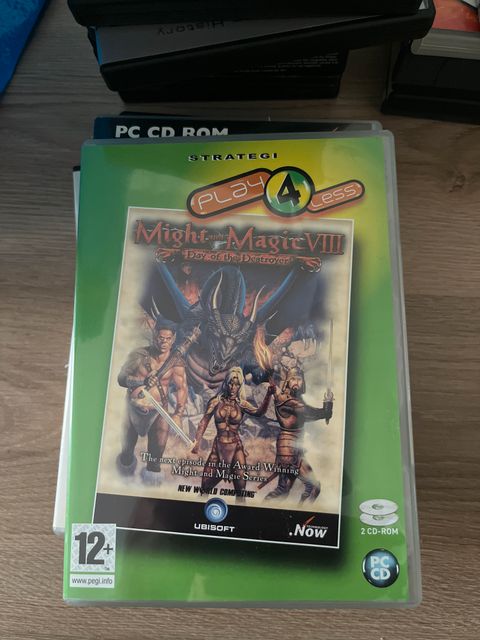 History
PC CD ROM
STRATEGI
PLAY 4 LESS
Might and Magic VIII
Day of the Destroyer
The next episode in the Award Winning
Might and Magic Series
NEW WORLD COMPUTING
UBISOFT
.Now
2 CD-ROM
12+
www.pegi.info
PC
CD